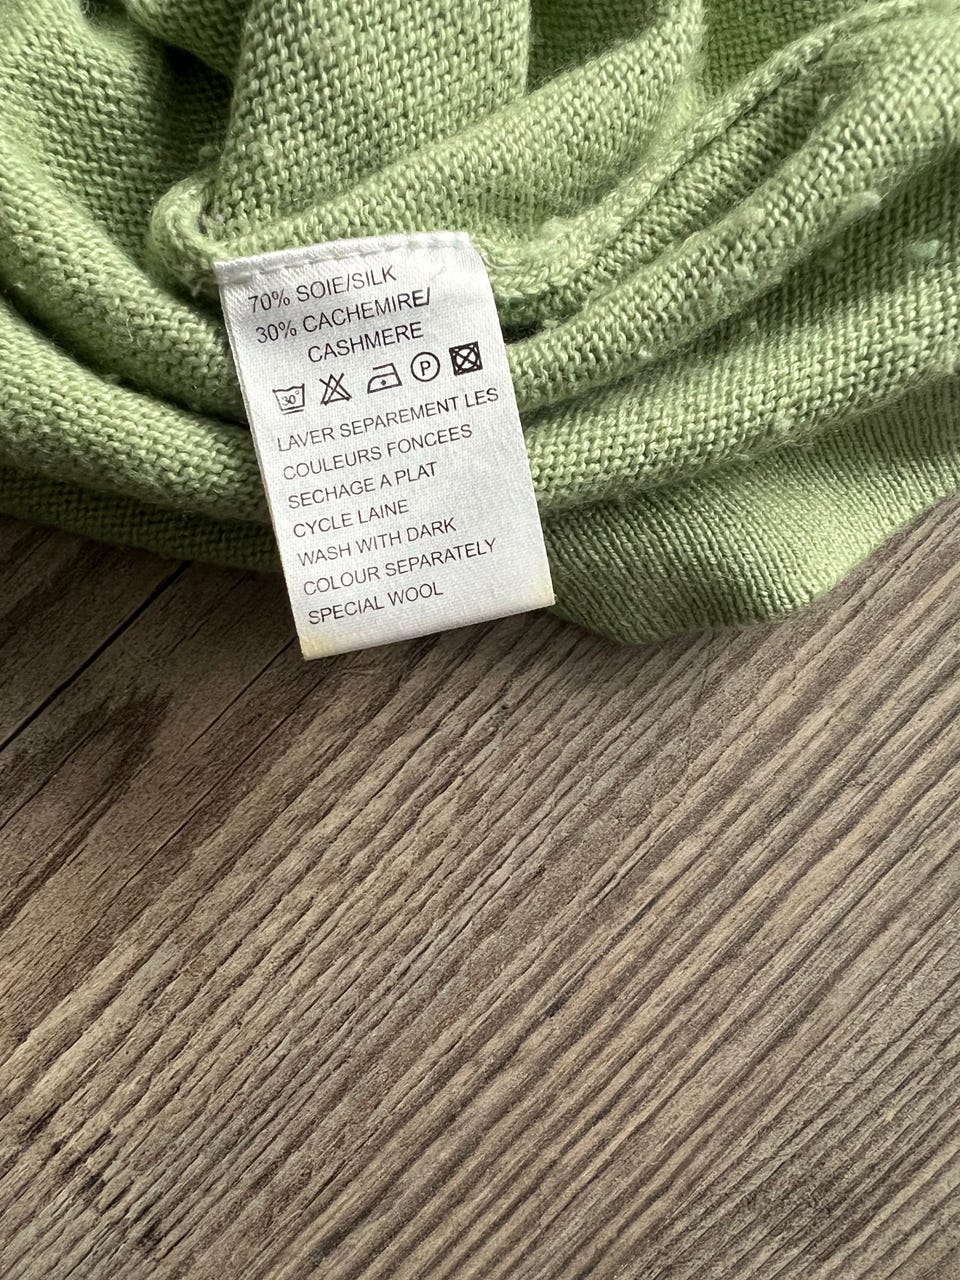 70% SOIE/SILK
30% CACHEMIRE/
CASHMERE
30° P
LAVER SEPAREMENT LES
COULEURS FONCEES
SECHAGE A PLAT
CYCLE LAINE
WASH WITH DARK
COLOUR SEPARATELY
SPECIAL WOOL